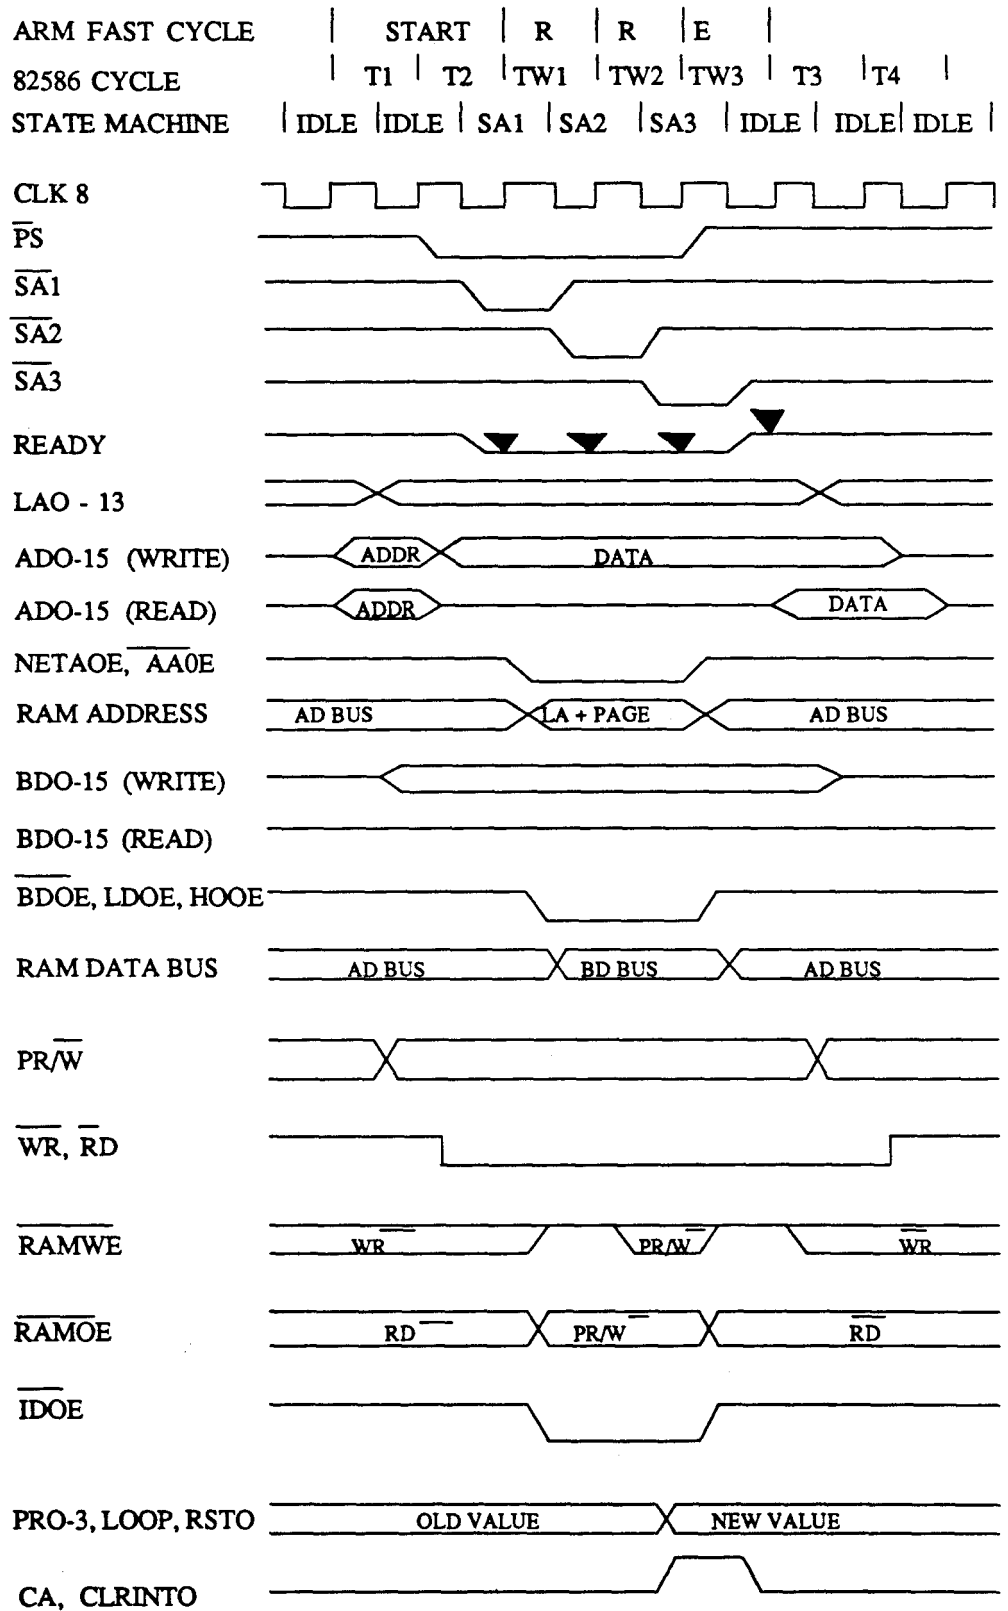 ARM FAST CYCLE START R R E
82586 CYCLE T1 T2 TW1 TW2 TW3 T3 T4
STATE MACHINE IDLE IDLE SA1 SA2 SA3 IDLE IDLE IDLE
CLK 8
PS
SA1
SA2
SA3
READY
LAO - 13
ADO-15 (WRITE) ADDR DATA
ADO-15 (READ) ADDR DATA
NETAOE, AA0E
RAM ADDRESS AD BUS LA + PAGE AD BUS
BDO-15 (WRITE)
BDO-15 (READ)
BDOE, LDOE, HOOE
RAM DATA BUS AD BUS BD BUS AD BUS
PR/W
WR, RD
RAMWE WR PR/W WR
RAMOE RD PR/W RD
IDOE
PRO-3, LOOP, RSTO OLD VALUE NEW VALUE
CA, CLRINTO